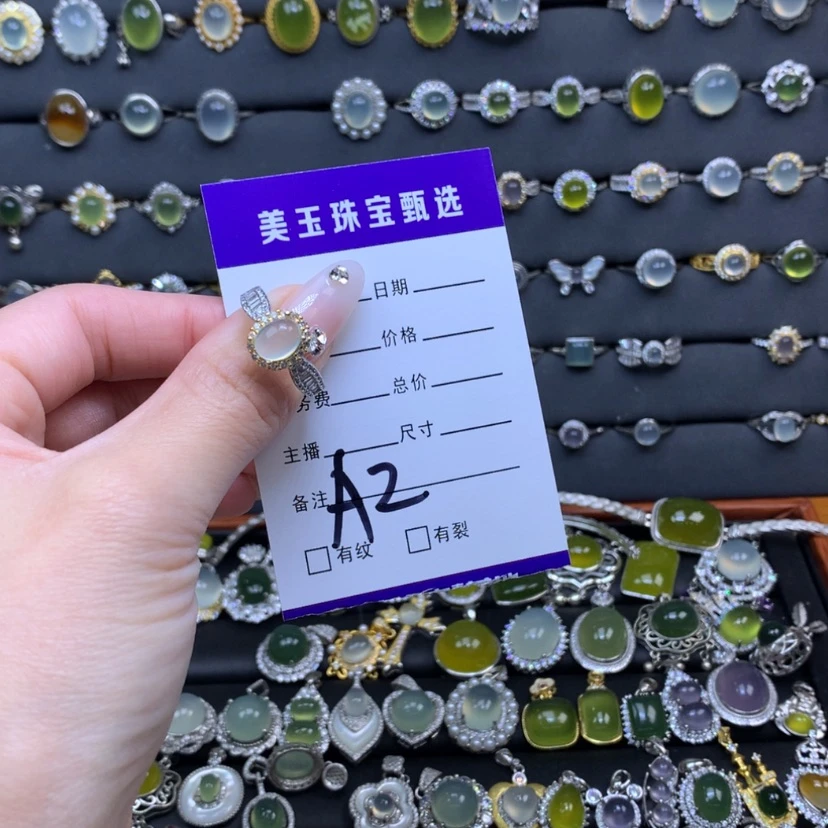 美玉珠宝甄选
日期
价格
务费 总价
主播 尺寸
备注 A2
有纹 有裂